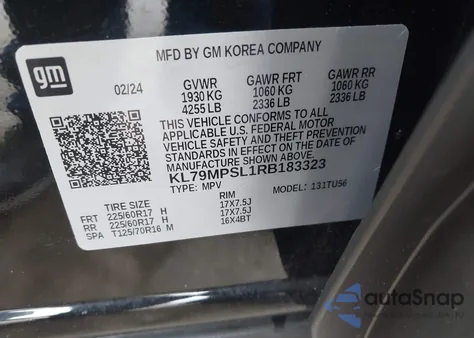 gm
MFD BY GM KOREA COMPANY
02/24
GVWR GAWR FRT GAWR RR
1930 KG 1060 KG 1060 KG
4255 LB 2336 LB 2336 LB
THIS VEHICLE CONFORMS TO ALL
APPLICABLE U.S. FEDERAL MOTOR
VEHICLE SAFETY AND THEFT
PREVENTION STANDARDS IN EFFECT
ON THE DATE OF MANUFACTURE
SHOWN ABOVE.
KL79MPSL1RB183323
TYPE: MPV MODEL: 131TU56
TIRE SIZE RIM
FRT 225/60R17 H 17X7.5J
RR 225/60R17 H 17X7.5J
SPA T125/70R16 M 16X4BT
autoSnap